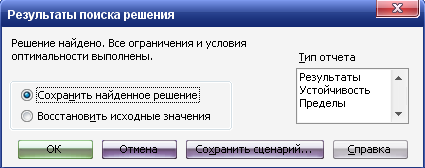 Результаты поиска решения
Решение найдено. Все ограничения и условия
оптимальности выполнены.
Тип отчета
Результаты
Устойчивость
Пределы
Сохранить найденное решение
Восстановить исходные значения
ОК
Отмена
Сохранить сценарий...
Справка